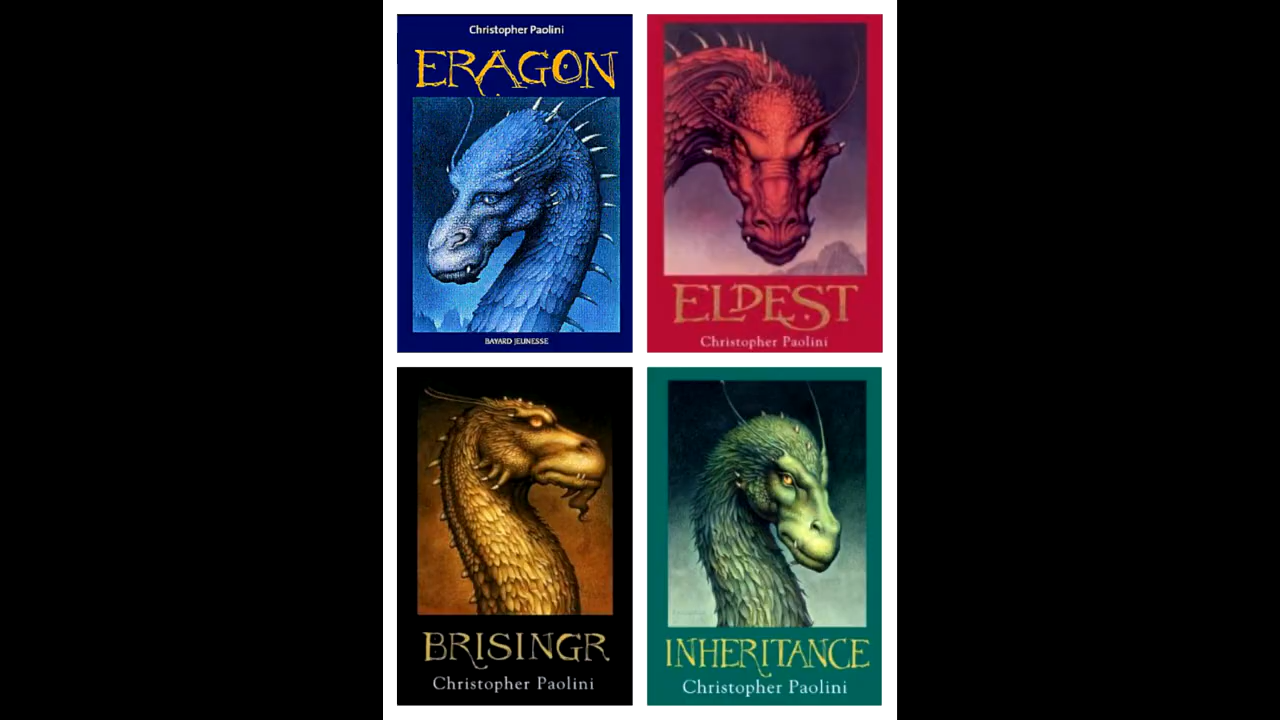 Christopher Paolini
ERAGON
BAYARD JEUNESSE
ELDEST
Christopher Paolini
BRISINGR
Christopher Paolini
INHERITANCE
Christopher Paolini